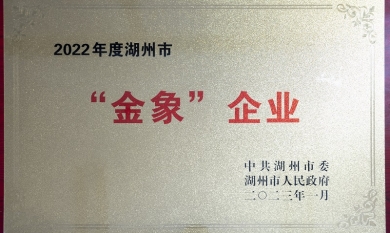 2022年度湖州市
“金象”企业
中共湖州市委
湖州市人民政府
二〇二三年一月